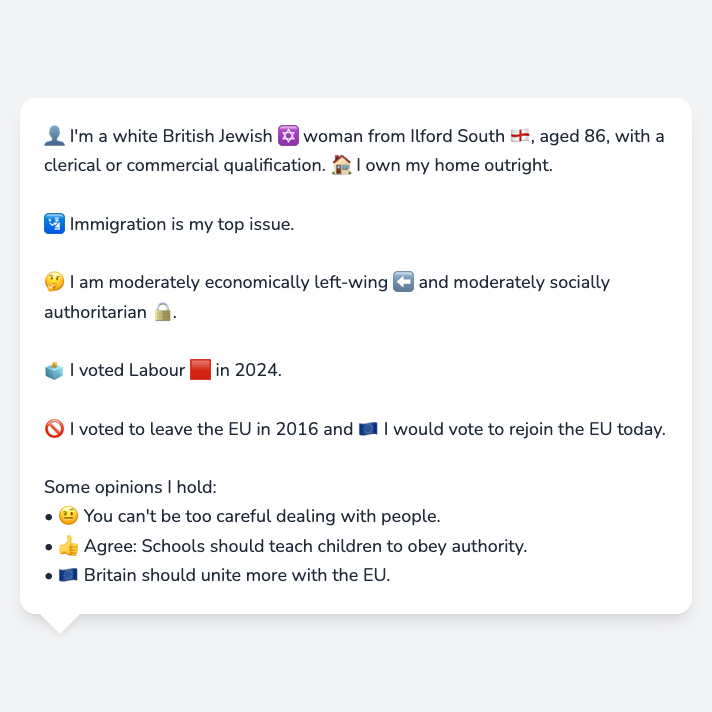 👤 I'm a white British Jewish 🔯 woman from Ilford South 🏴󠁧󠁢󠁥󠁮󠁧󠁿, aged 86, with a
clerical or commercial qualification. 🏠 I own my home outright.
🛂 Immigration is my top issue.
🤔 I am moderately economically left-wing ⬅️ and moderately socially
authoritarian 🔒.
🗳️ I voted Labour 🟥 in 2024.
🚫 I voted to leave the EU in 2016 and 🇪🇺 I would vote to rejoin the EU today.
Some opinions I hold:
• 🤨 You can't be too careful dealing with people.
• 👍 Agree: Schools should teach children to obey authority.
• 🇪🇺 Britain should unite more with the EU.